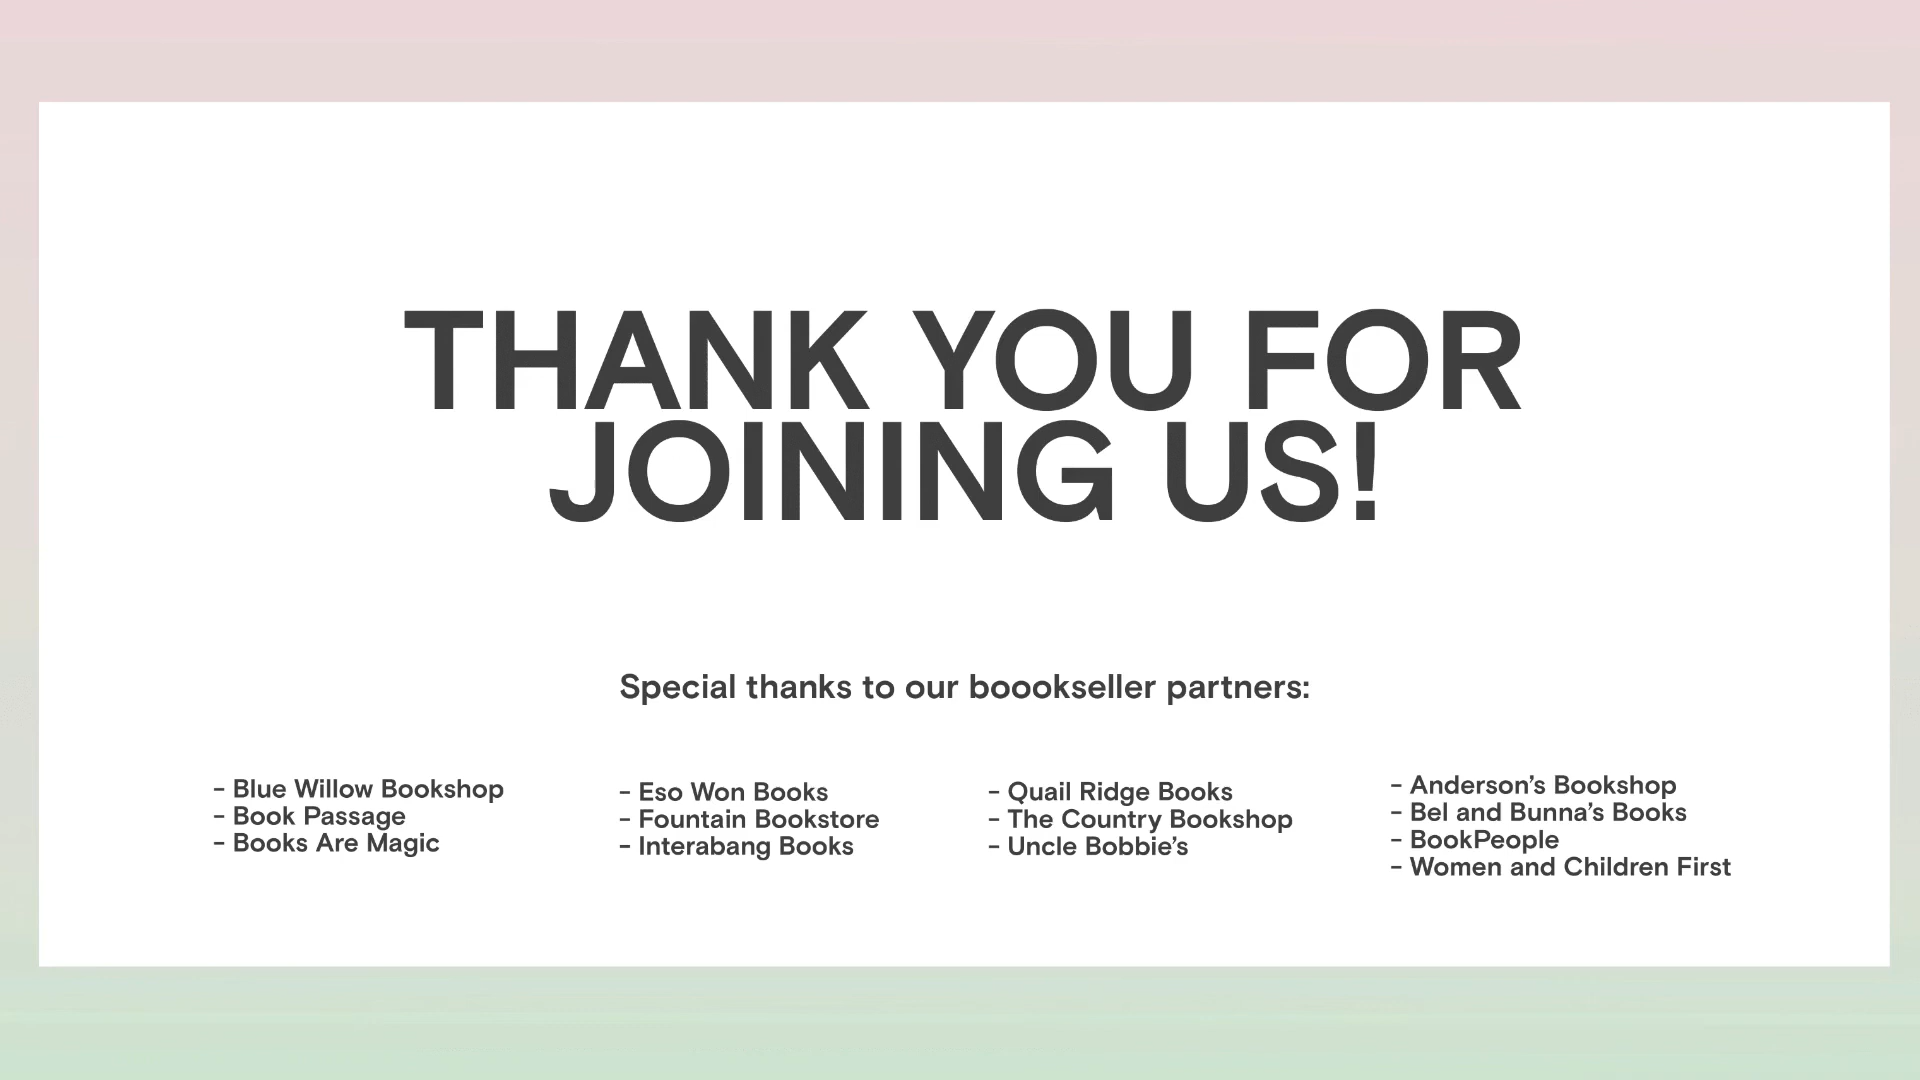 THANK YOU FOR
JOINING US!
Special thanks to our boookseller partners:
- Blue Willow Bookshop
- Book Passage
- Books Are Magic
- Eso Won Books
- Fountain Bookstore
- Interabang Books
- Quail Ridge Books
- The Country Bookshop
- Uncle Bobbie’s
- Anderson’s Bookshop
- Bel and Bunna’s Books
- BookPeople
- Women and Children First